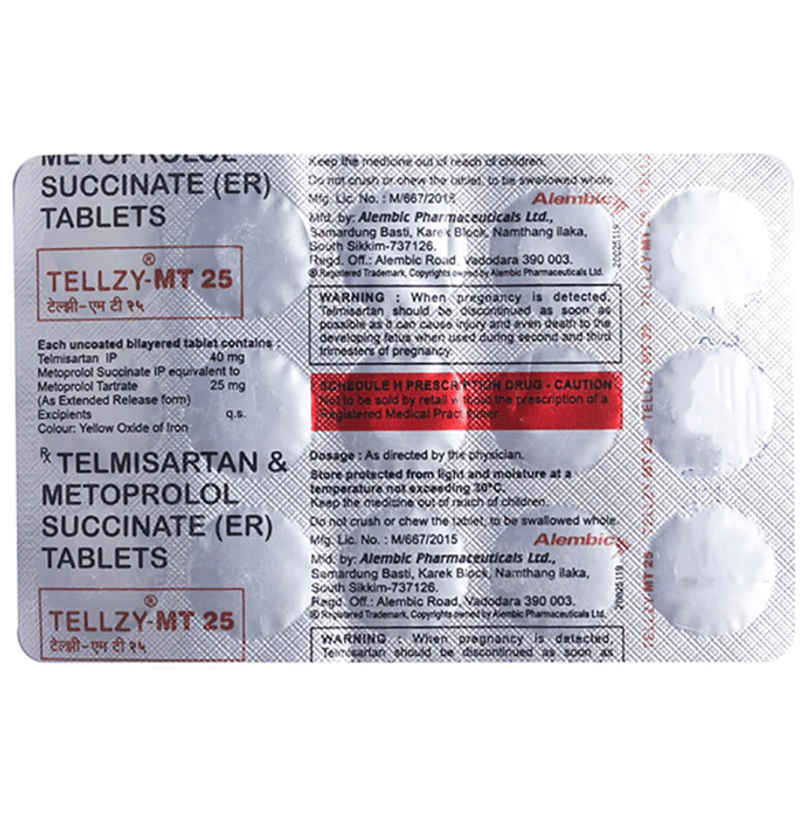 METOPROLOL
SUCCINATE (ER)
TABLETS
TELLZY-MT 25®
टेल्झी-एम टी २५
Each uncoated bilayered tablet contains :
Telmisartan IP 40 mg
Metoprolol Succinate IP equivalent to
Metoprolol Tartrate 25 mg
(As Extended Release form)
Excipients q.s.
Colour: Yellow Oxide of Iron
Rx TELMISARTAN &
METOPROLOL
SUCCINATE (ER)
TABLETS
TELLZY-MT 25®
टेल्झी-एम टी २५
Keep the medicine out of reach of children.
Do not crush or chew the tablet, to be swallowed whole.
Mfg. Lic. No. : M/667/2015
Alembic
Mfd. by: Alembic Pharmaceuticals Ltd.,
Samardung Basti, Karek Block, Namthang ilaka,
South Sikkim-737126.
Regd. Off.: Alembic Road, Vadodara 390 003.
® Registered Trademark, Copyrights owned by Alembic Pharmaceuticals Ltd.
WARNING : When pregnancy is detected,
Telmisartan should be discontinued as soon as
possible as it can cause injury and even death to the
developing fetus when used during second and third
trimesters of pregnancy.
SCHEDULE H PRESCRIPTION DRUG - CAUTION
Not to be sold by retail without the prescription of a
Registered Medical Practitioner.
Dosage : As directed by the physician.
Store protected from light and moisture at a
temperature not exceeding 30°C.
Keep the medicine out of reach of children.
Do not crush or chew the tablet, to be swallowed whole.
Mfg. Lic. No. : M/667/2015
Alembic
Mfd. by: Alembic Pharmaceuticals Ltd.,
Samardung Basti, Karek Block, Namthang ilaka,
South Sikkim-737126.
Regd. Off.: Alembic Road, Vadodara 390 003.
® Registered Trademark, Copyrights owned by Alembic Pharmaceuticals Ltd.
WARNING : When pregnancy is detected,
Telmisartan should be discontinued as soon as
TELLZY-MT 25 TELLZY-MT 25 TELLZY-MT 25 TELLZY-MT